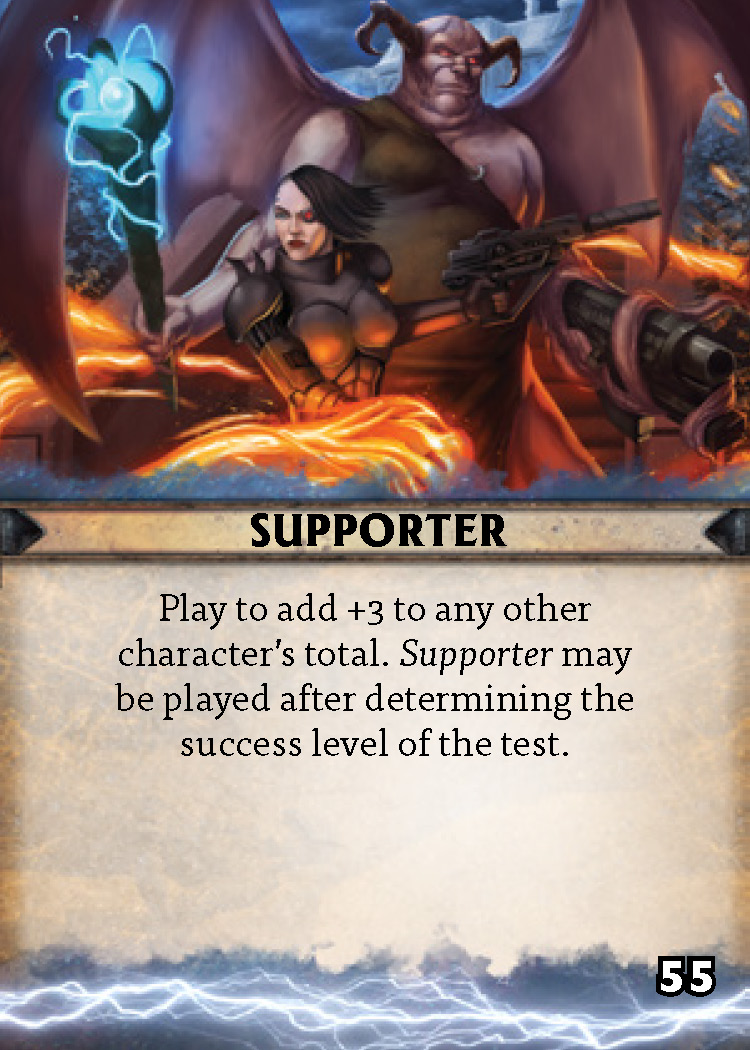 SUPPORTER
Play to add +3 to any other
character's total. Supporter may
be played after determining the
success level of the test.
55